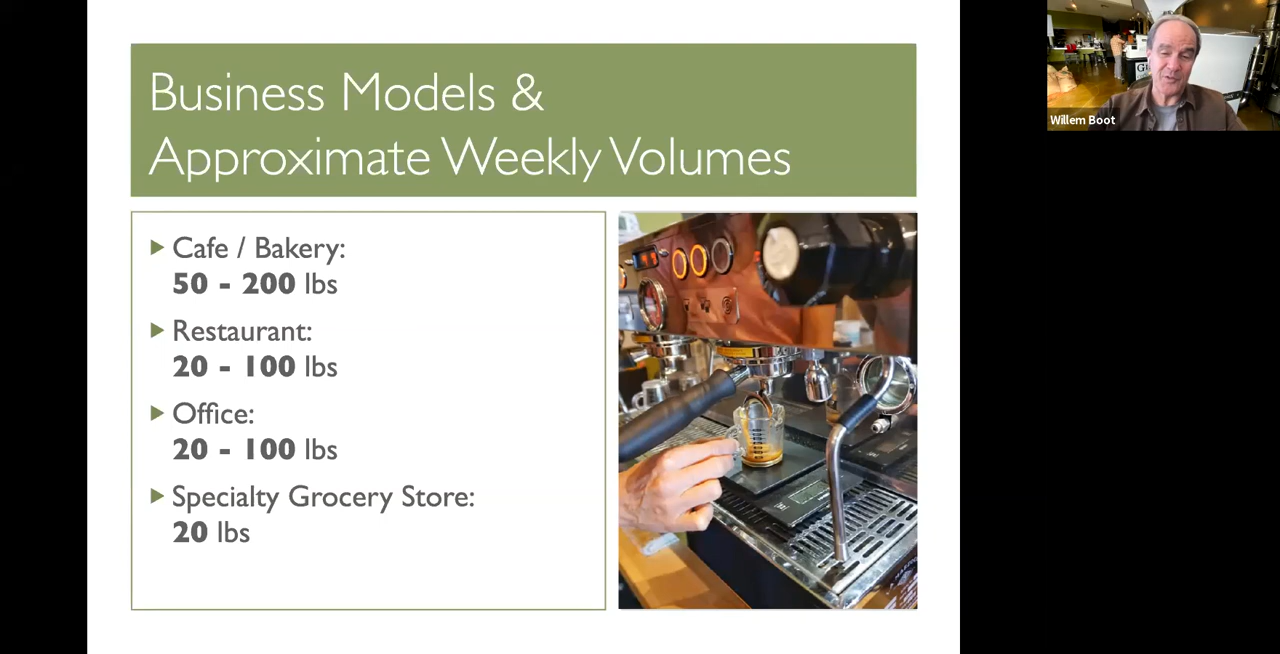 Business Models &
Approximate Weekly Volumes
Cafe / Bakery:
50 - 200 lbs
Restaurant:
20 - 100 lbs
Office:
20 - 100 lbs
Specialty Grocery Store:
20 lbs
Willem Boot